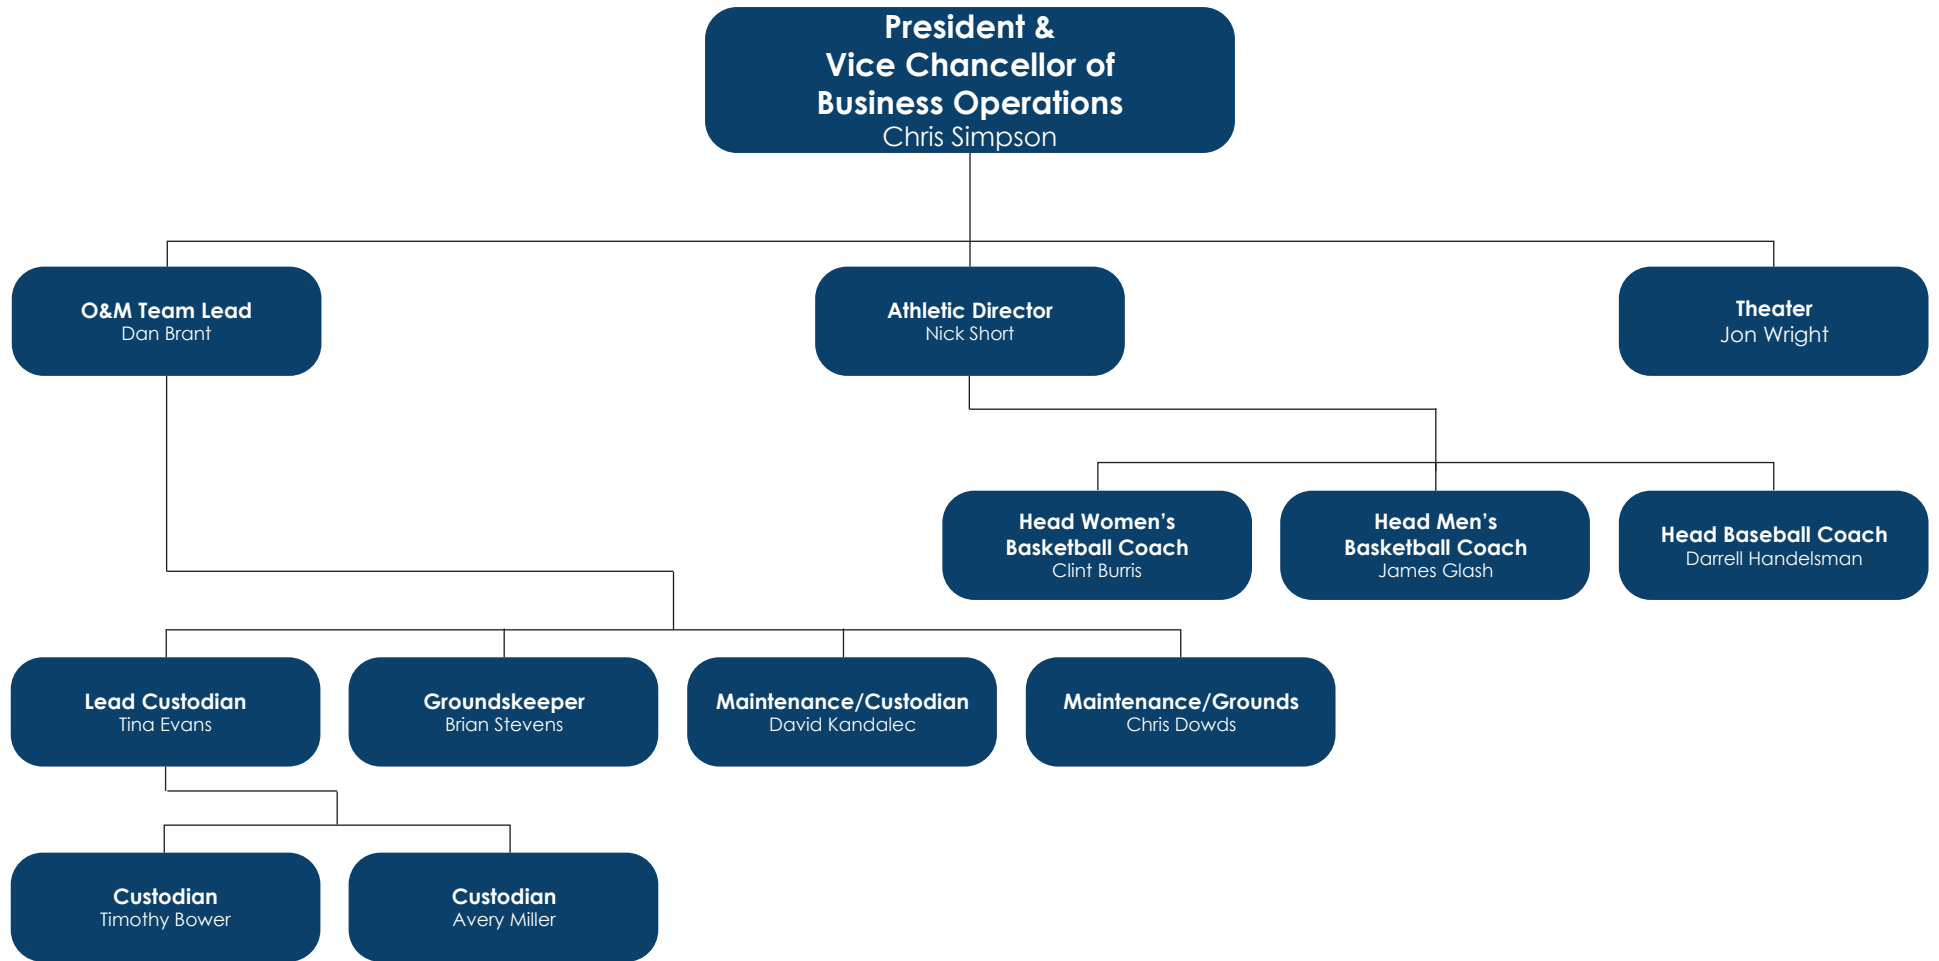 President &
Vice Chancellor of
Business Operations
Chris Simpson
O&M Team Lead
Dan Brant
Athletic Director
Nick Short
Theater
Jon Wright
Head Women’s
Basketball Coach
Clint Burris
Head Men’s
Basketball Coach
James Glash
Head Baseball Coach
Darrell Handelsman
Lead Custodian
Tina Evans
Groundskeeper
Brian Stevens
Maintenance/Custodian
David Kandalec
Maintenance/Grounds
Chris Dowds
Custodian
Timothy Bower
Custodian
Avery Miller